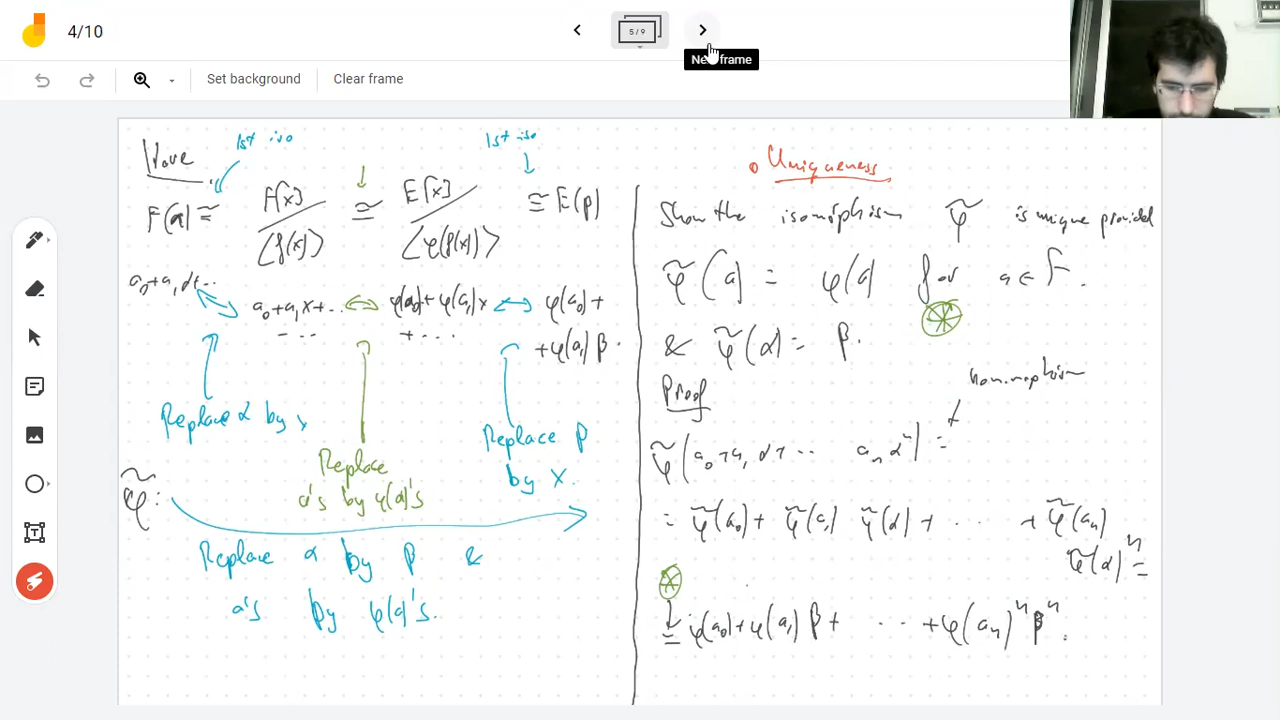 4/10
5/9
New frame
Set background
Clear frame
Prove
1st iso
1st iso
F(α) ≅ F[x] / ⟨f(x)⟩ ≅ E[x] / ⟨φ(f(x))⟩ ≅ E(β)
a₀+a₁α+...
a₀+a₁x+...
φ(a₀)+φ(a₁)x
+...
φ(a₀)+
+φ(a₁)β.
Replace α by x
Replace
a's by φ(a)'s
Replace β
by x.
φ̃:
Replace α by β &
a's by φ(a)'s.
Uniqueness
Show the isomorphism φ̃ is unique provided
φ̃(a) = φ(a) for a ∈ F.
& φ̃(α) = β.
Proof
homomorphism
φ̃(a₀+a₁α+... aₙαⁿ) =
= φ̃(a₀)+ φ̃(a₁) φ̃(α)+ ... + φ̃(aₙ)
φ̃(α)ⁿ =
= φ(a₀)+φ(a₁)β+ ... +φ(aₙ)ⁿβⁿ.